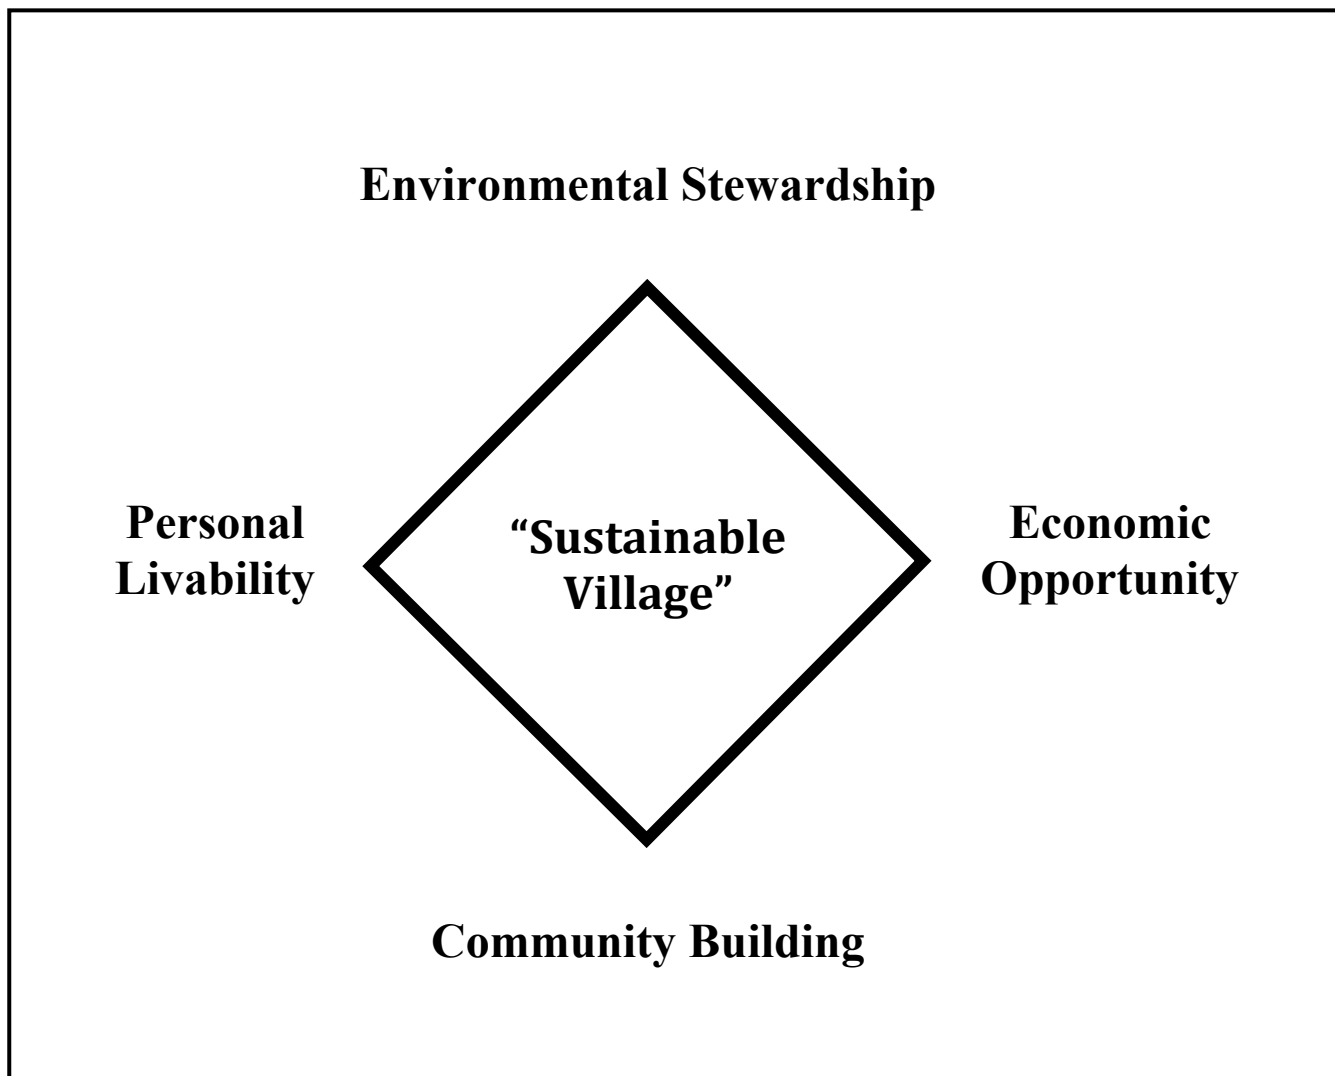 Environmental Stewardship
Personal
Livability
“Sustainable
Village”
Economic
Opportunity
Community Building